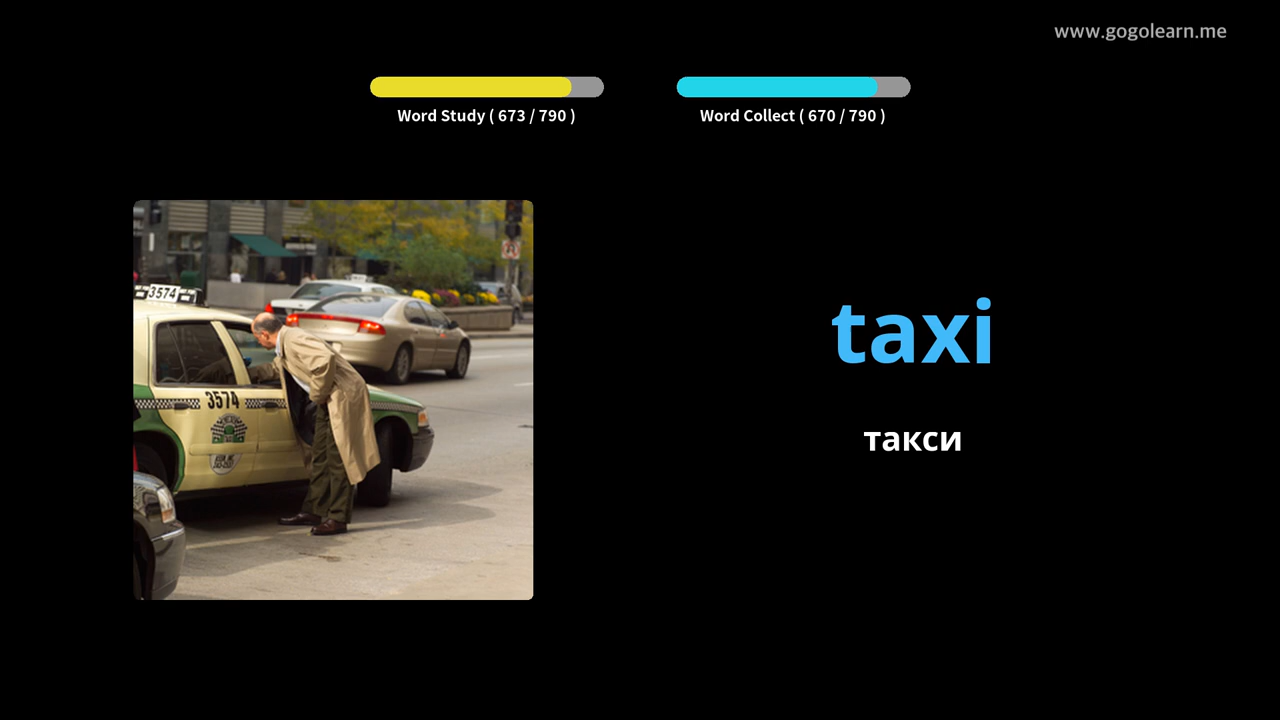 www.gogolearn.me
Word Study ( 673 / 790 )
Word Collect ( 670 / 790 )
3574
3574
taxi
такси